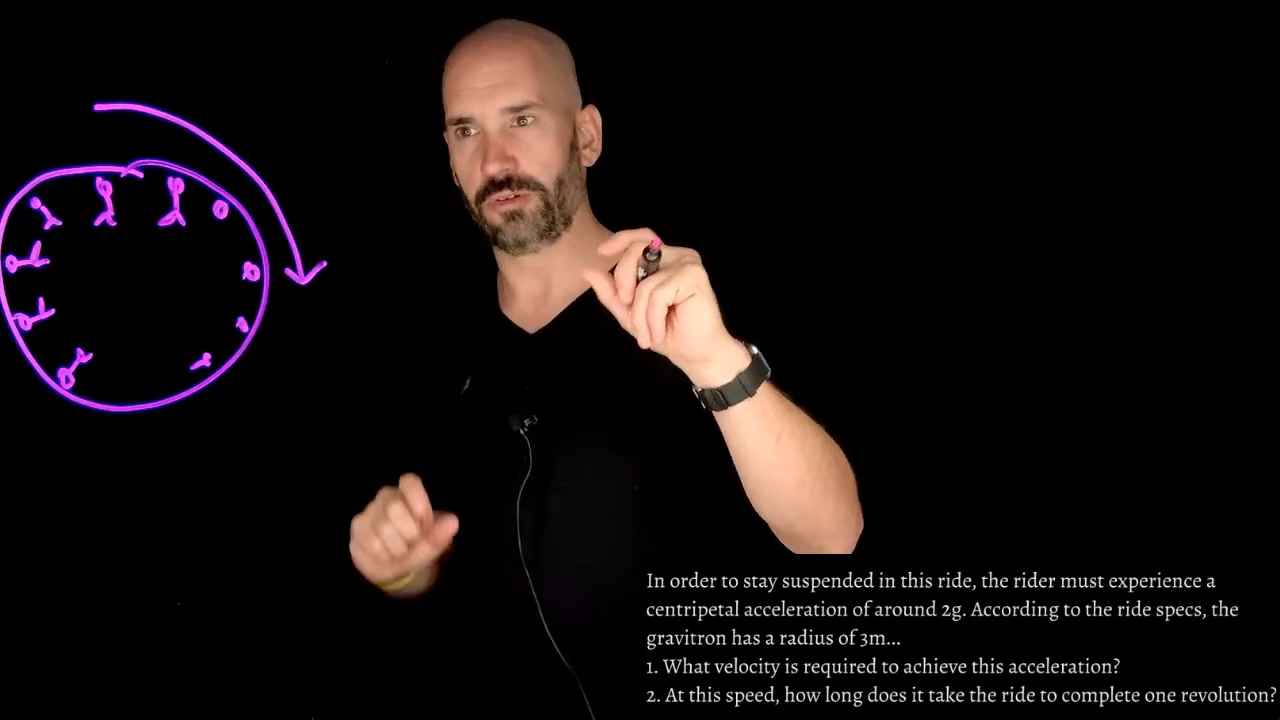 In order to stay suspended in this ride, the rider must experience a
centripetal acceleration of around 2g. According to the ride specs, the
gravitron has a radius of 3m...
1. What velocity is required to achieve this acceleration?
2. At this speed, how long does it take the ride to complete one revolution?